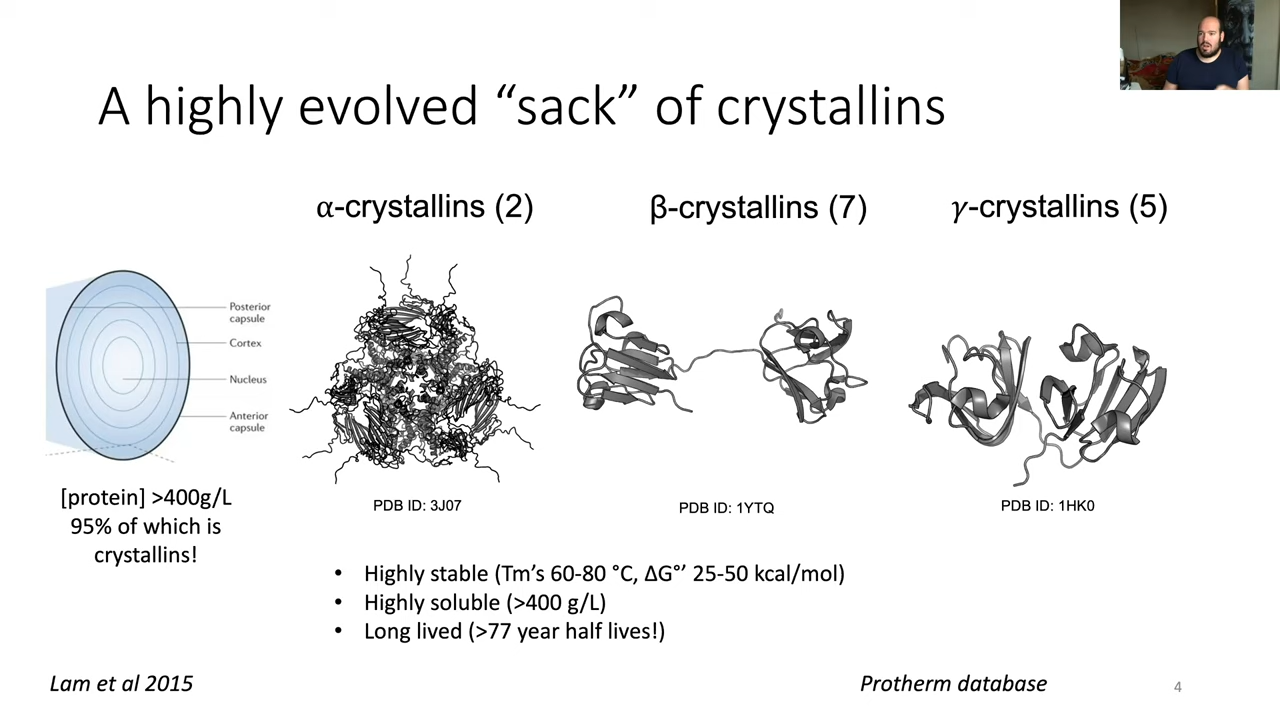 A highly evolved “sack” of crystallins
α-crystallins (2)
β-crystallins (7)
γ-crystallins (5)
Posterior
capsule
Cortex
Nucleus
Anterior
capsule
[protein] >400g/L
95% of which is
crystallins!
PDB ID: 3J07
PDB ID: 1YTQ
PDB ID: 1HK0
• Highly stable (Tm’s 60-80 °C, ΔG°’ 25-50 kcal/mol)
• Highly soluble (>400 g/L)
• Long lived (>77 year half lives!)
Lam et al 2015
Protherm database
4